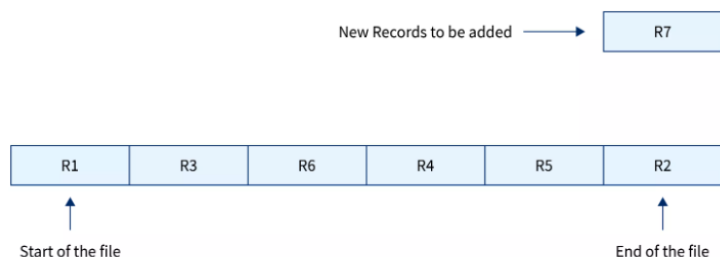 New Records to be added
R7
R1
R3
R6
R4
R5
R2
Start of the file
End of the file